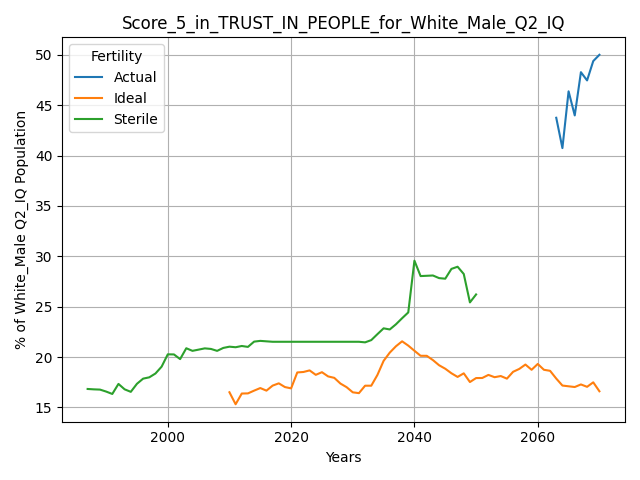 Score_5_in_TRUST_IN_PEOPLE_for_White_Male_Q2_IQ
Fertility
Actual
Ideal
Sterile
% of White_Male Q2_IQ Population
50
45
40
35
30
25
20
15
2000
2020
2040
2060
Years